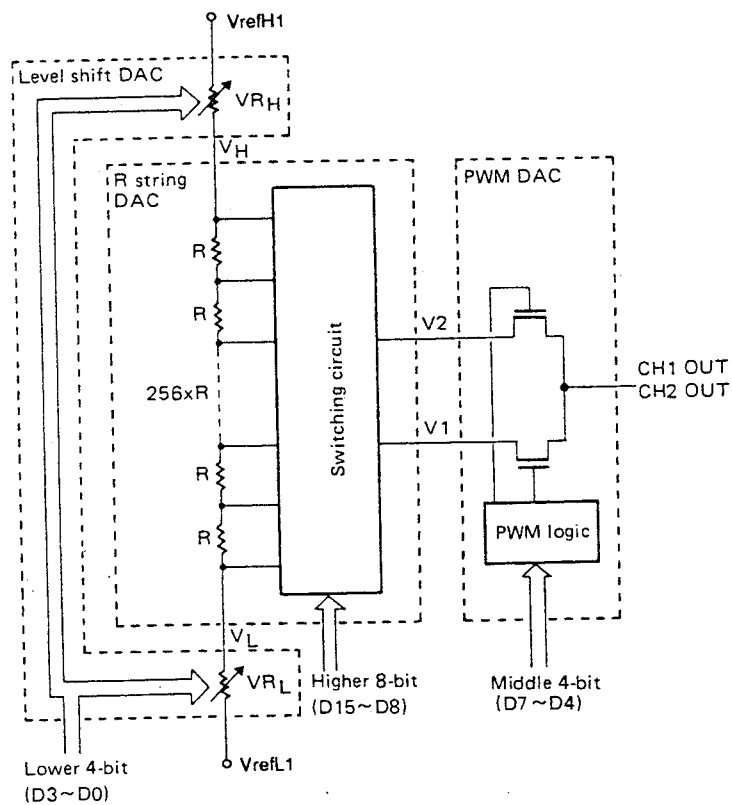 VrefH1
Level shift DAC
VRH
VH
R string
DAC
PWM DAC
R
R
256xR
R
R
Switching circuit
V2
V1
CH1 OUT
CH2 OUT
PWM logic
VL
VRL
Higher 8-bit
(D15~D8)
Middle 4-bit
(D7~D4)
VrefL1
Lower 4-bit
(D3~D0)